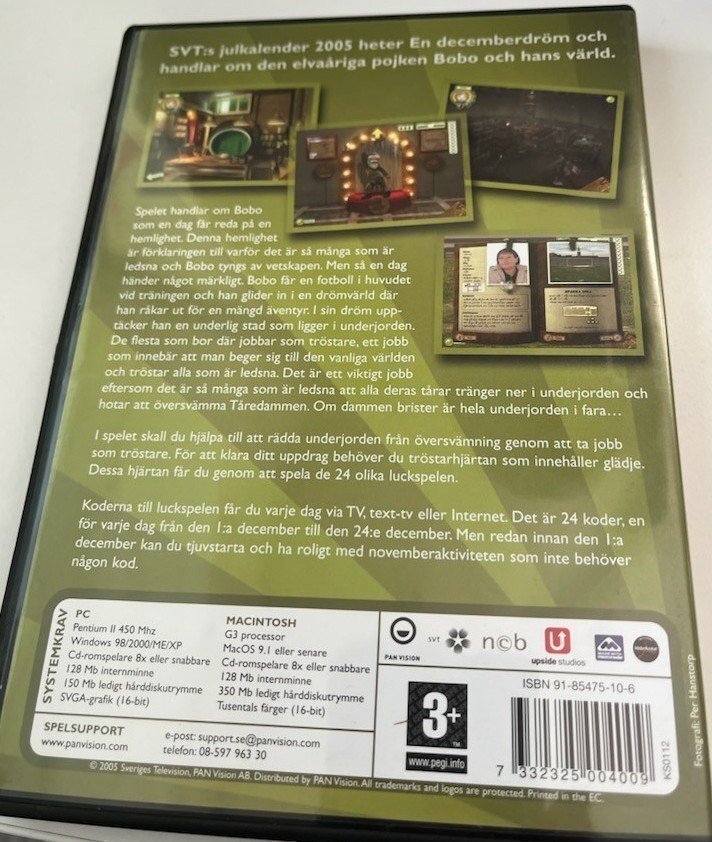 SVT:s julkalender 2005 heter En decemberdröm och
handlar om den elvaåriga pojken Bobo och hans värld.
Spelet handlar om Bobo
som en dag får reda på en
hemlighet. Denna hemlighet
är förklaringen till varför det är så många som är
ledsna och Bobo tyngs av vetskapen. Men så en dag
händer något märkligt. Bobo får en fotboll i huvudet
vid träningen och han glider in i en drömvärld där
han råkar ut för en mängd äventyr. I sin dröm upp-
täcker han en underlig stad som ligger i underjorden.
De flesta som bor där jobbar som tröstare, ett jobb
som innebär att man beger sig till den vanliga världen
och tröstar alla som är ledsna. Det är ett viktigt jobb
eftersom det är så många som är ledsna att alla deras tårar tränger ner i underjorden och
hotar att översvämma Tåredammen. Om dammen brister är hela underjorden i fara...
I spelet skall du hjälpa till att rädda underjorden från översvämning genom att ta jobb
som tröstare. För att klara ditt uppdrag behöver du tröstarhjärtan som innehåller glädje.
Dessa hjärtan får du genom att spela de 24 olika luckspelen.
Koderna till luckspelen får du varje dag via TV, text-tv eller Internet. Det är 24 koder, en
för varje dag från den 1:a december till den 24:e december. Men redan innan den 1:a
december kan du tjuvstarta och ha roligt med novemberaktiviteten som inte behöver
någon kod.
SYSTEMKRAV
PC
Pentium II 450 Mhz
Windows 98/2000/ME/XP
Cd-romspelare 8x eller snabbare
128 Mb internminne
150 Mb ledigt hårddiskutrymme
SVGA-grafik (16-bit)
MACINTOSH
G3 processor
MacOS 9.1 eller senare
Cd-romspelare 8x eller snabbare
128 Mb internminne
350 Mb ledigt hårddiskutrymme
Tusentals färger (16-bit)
SPELSUPPORT
www.panvision.com
e-post: support.se@panvision.com
telefon: 08-597 963 30
PAN VISION
svt
ncb
upside studios
3+
www.pegi.info
ISBN 91-85475-10-6
7 332325 004009
KS0112
Fotografi: Per Hanstorp
© 2005 Sveriges Television, PAN Vision AB. Distributed by PAN Vision. All trademarks and logos are protected. Printed in the EC.